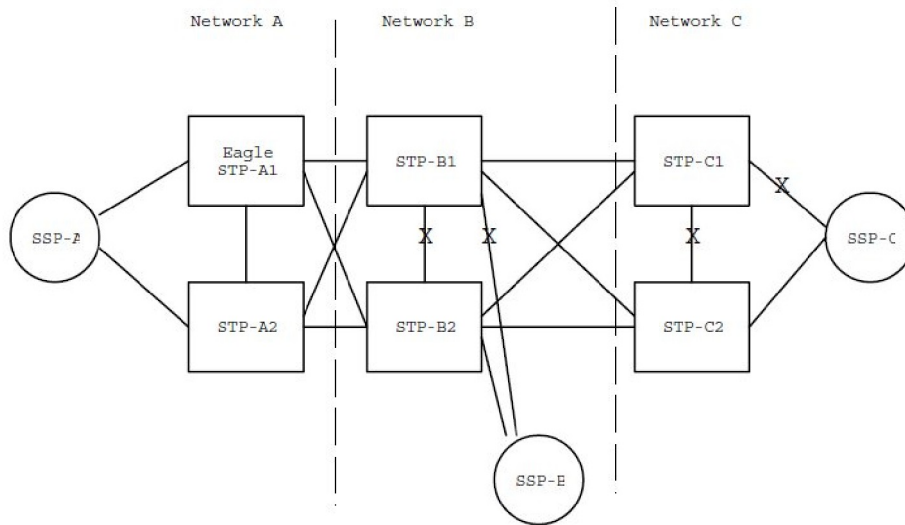 Network A
Network B
Network C
Eagle
STP-A1
STP-B1
STP-C1
X
SSP-A
X
X
X
SSP-C
STP-A2
STP-B2
STP-C2
SSP-B